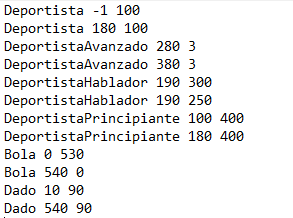 Deportista -1 100
Deportista 180 100
DeportistaAvanzado 280 3
DeportistaAvanzado 380 3
DeportistaHablador 190 300
DeportistaHablador 190 250
DeportistaPrincipiante 100 400
DeportistaPrincipiante 180 400
Bola 0 530
Bola 540 0
Dado 10 90
Dado 540 90